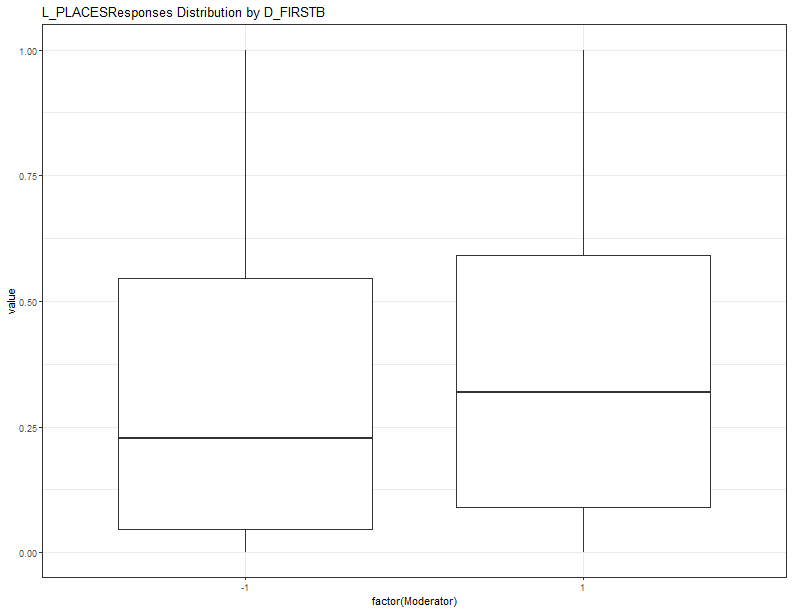 L_PLACESResponses Distribution by D_FIRSTB
1.00
0.75
0.50
0.25
0.00
value
-1
1
factor(Moderator)